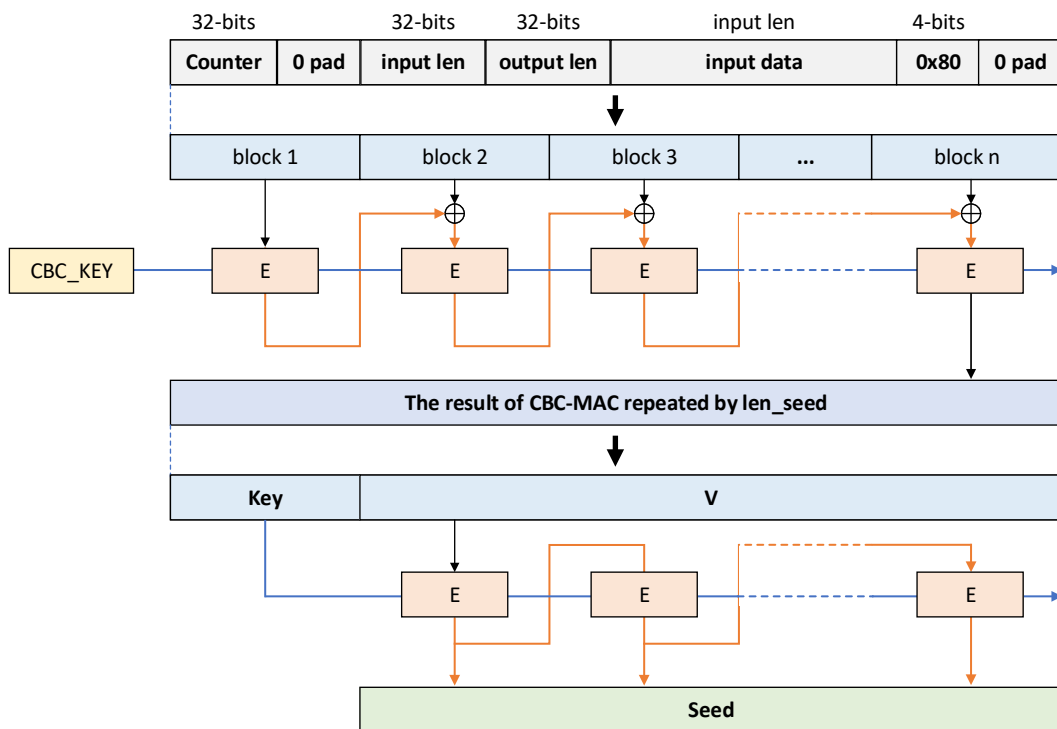 32-bits 32-bits 32-bits input len 4-bits
Counter 0 pad input len output len input data 0x80 0 pad
block 1 block 2 block 3 ... block n
CBC_KEY E E E E
The result of CBC-MAC repeated by len_seed
Key V
E E E
Seed